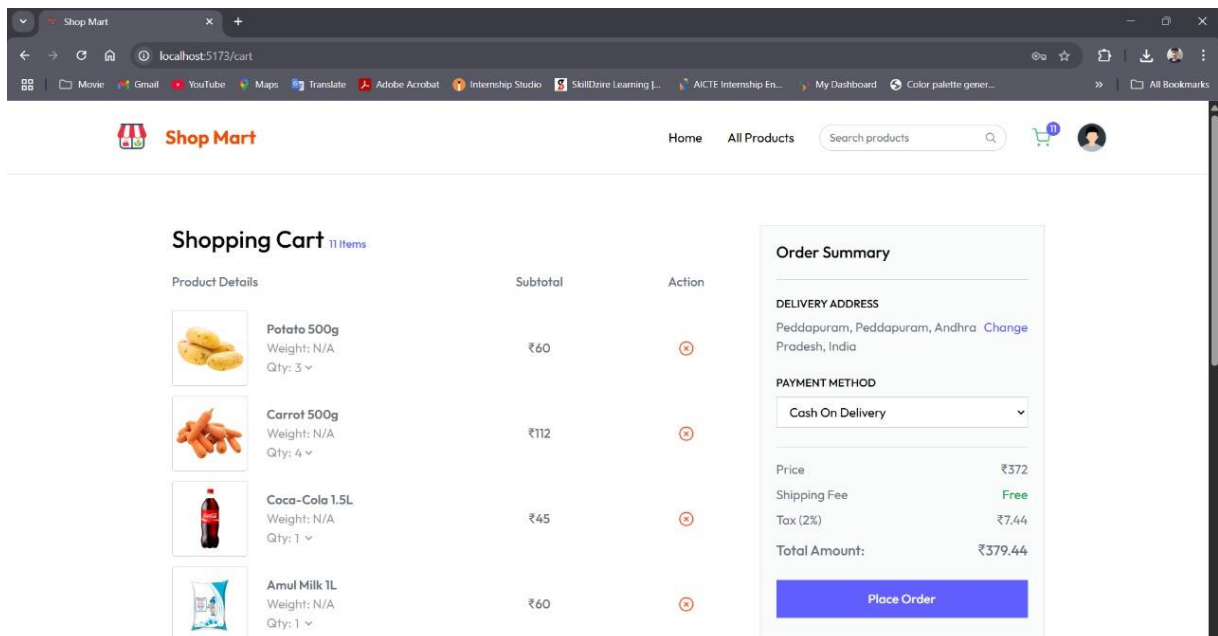 Shop Mart
localhost:5173/cart
Movie Gmail YouTube Maps Translate Adobe Acrobat Internship Studio SkillDzire Learning |... AICTE Internship En... My Dashboard Color palette gener... » All Bookmarks
Shop Mart Home All Products Search products 11
Shopping Cart 11 Items
Product Details Subtotal Action
Potato 500g
Weight: N/A ₹60
Qty: 3
Carrot 500g
Weight: N/A ₹112
Qty: 4
Coca-Cola 1.5L
Weight: N/A ₹45
Qty: 1
Amul Milk 1L
Weight: N/A ₹60
Qty: 1
Order Summary
DELIVERY ADDRESS
Peddapuram, Peddapuram, Andhra Change
Pradesh, India
PAYMENT METHOD
Cash On Delivery
Price ₹372
Shipping Fee Free
Tax (2%) ₹7.44
Total Amount: ₹379.44
Place Order